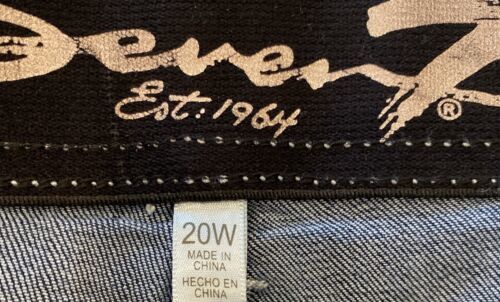 Seven7
Est. 1964
®
20W
MADE IN
CHINA
HECHO EN
CHINA